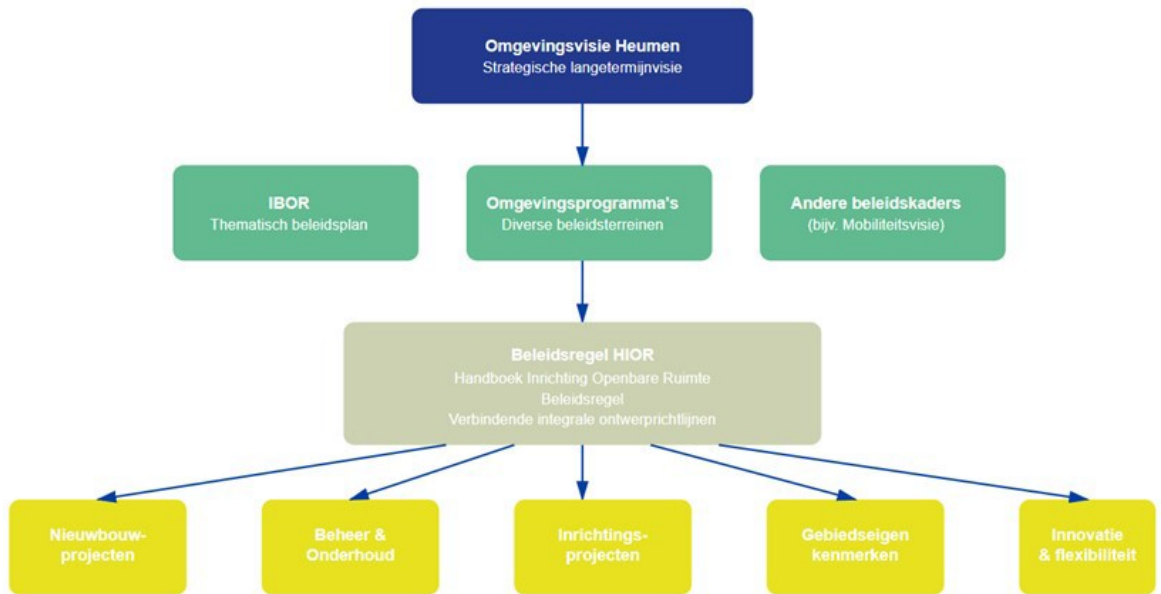 Omgevingsvisie Heumen
Strategische langetermijnvisie
IBOR
Thematisch beleidsplan
Omgevingsprogramma's
Diverse beleidsterreinen
Andere beleidskaders
(bijv. Mobiliteitsvisie)
Beleidsregel HIOR
Handboek Inrichting Openbare Ruimte
Beleidsregel
Verbindende integrale ontwerprichtlijnen
Nieuwbouw-
projecten
Beheer &
Onderhoud
Inrichtings-
projecten
Gebiedseigen
kenmerken
Innovatie
& flexibiliteit